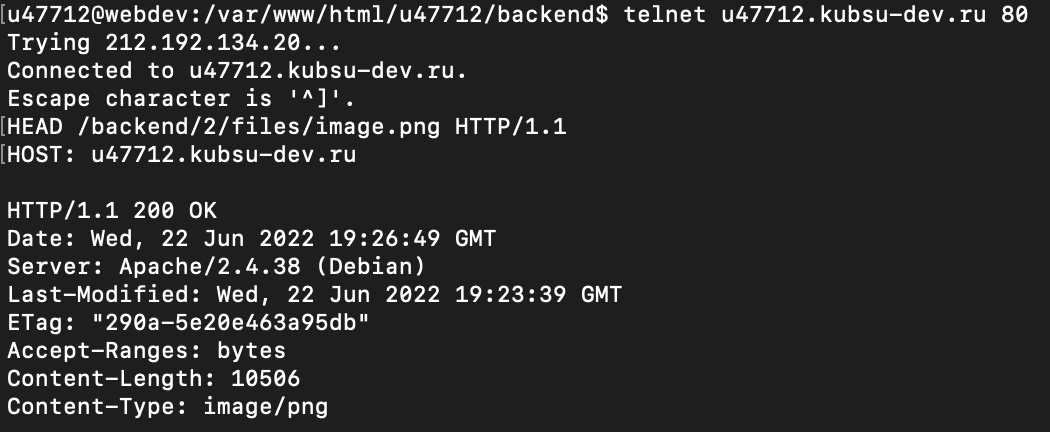 [u47712@webdev:/var/www/html/u47712/backend$ telnet u47712.kubsu-dev.ru 80
Trying 212.192.134.20...
Connected to u47712.kubsu-dev.ru.
Escape character is '^]'.
[HEAD /backend/2/files/image.png HTTP/1.1
[HOST: u47712.kubsu-dev.ru

HTTP/1.1 200 OK
Date: Wed, 22 Jun 2022 19:26:49 GMT
Server: Apache/2.4.38 (Debian)
Last-Modified: Wed, 22 Jun 2022 19:23:39 GMT
ETag: "290a-5e20e463a95db"
Accept-Ranges: bytes
Content-Length: 10506
Content-Type: image/png